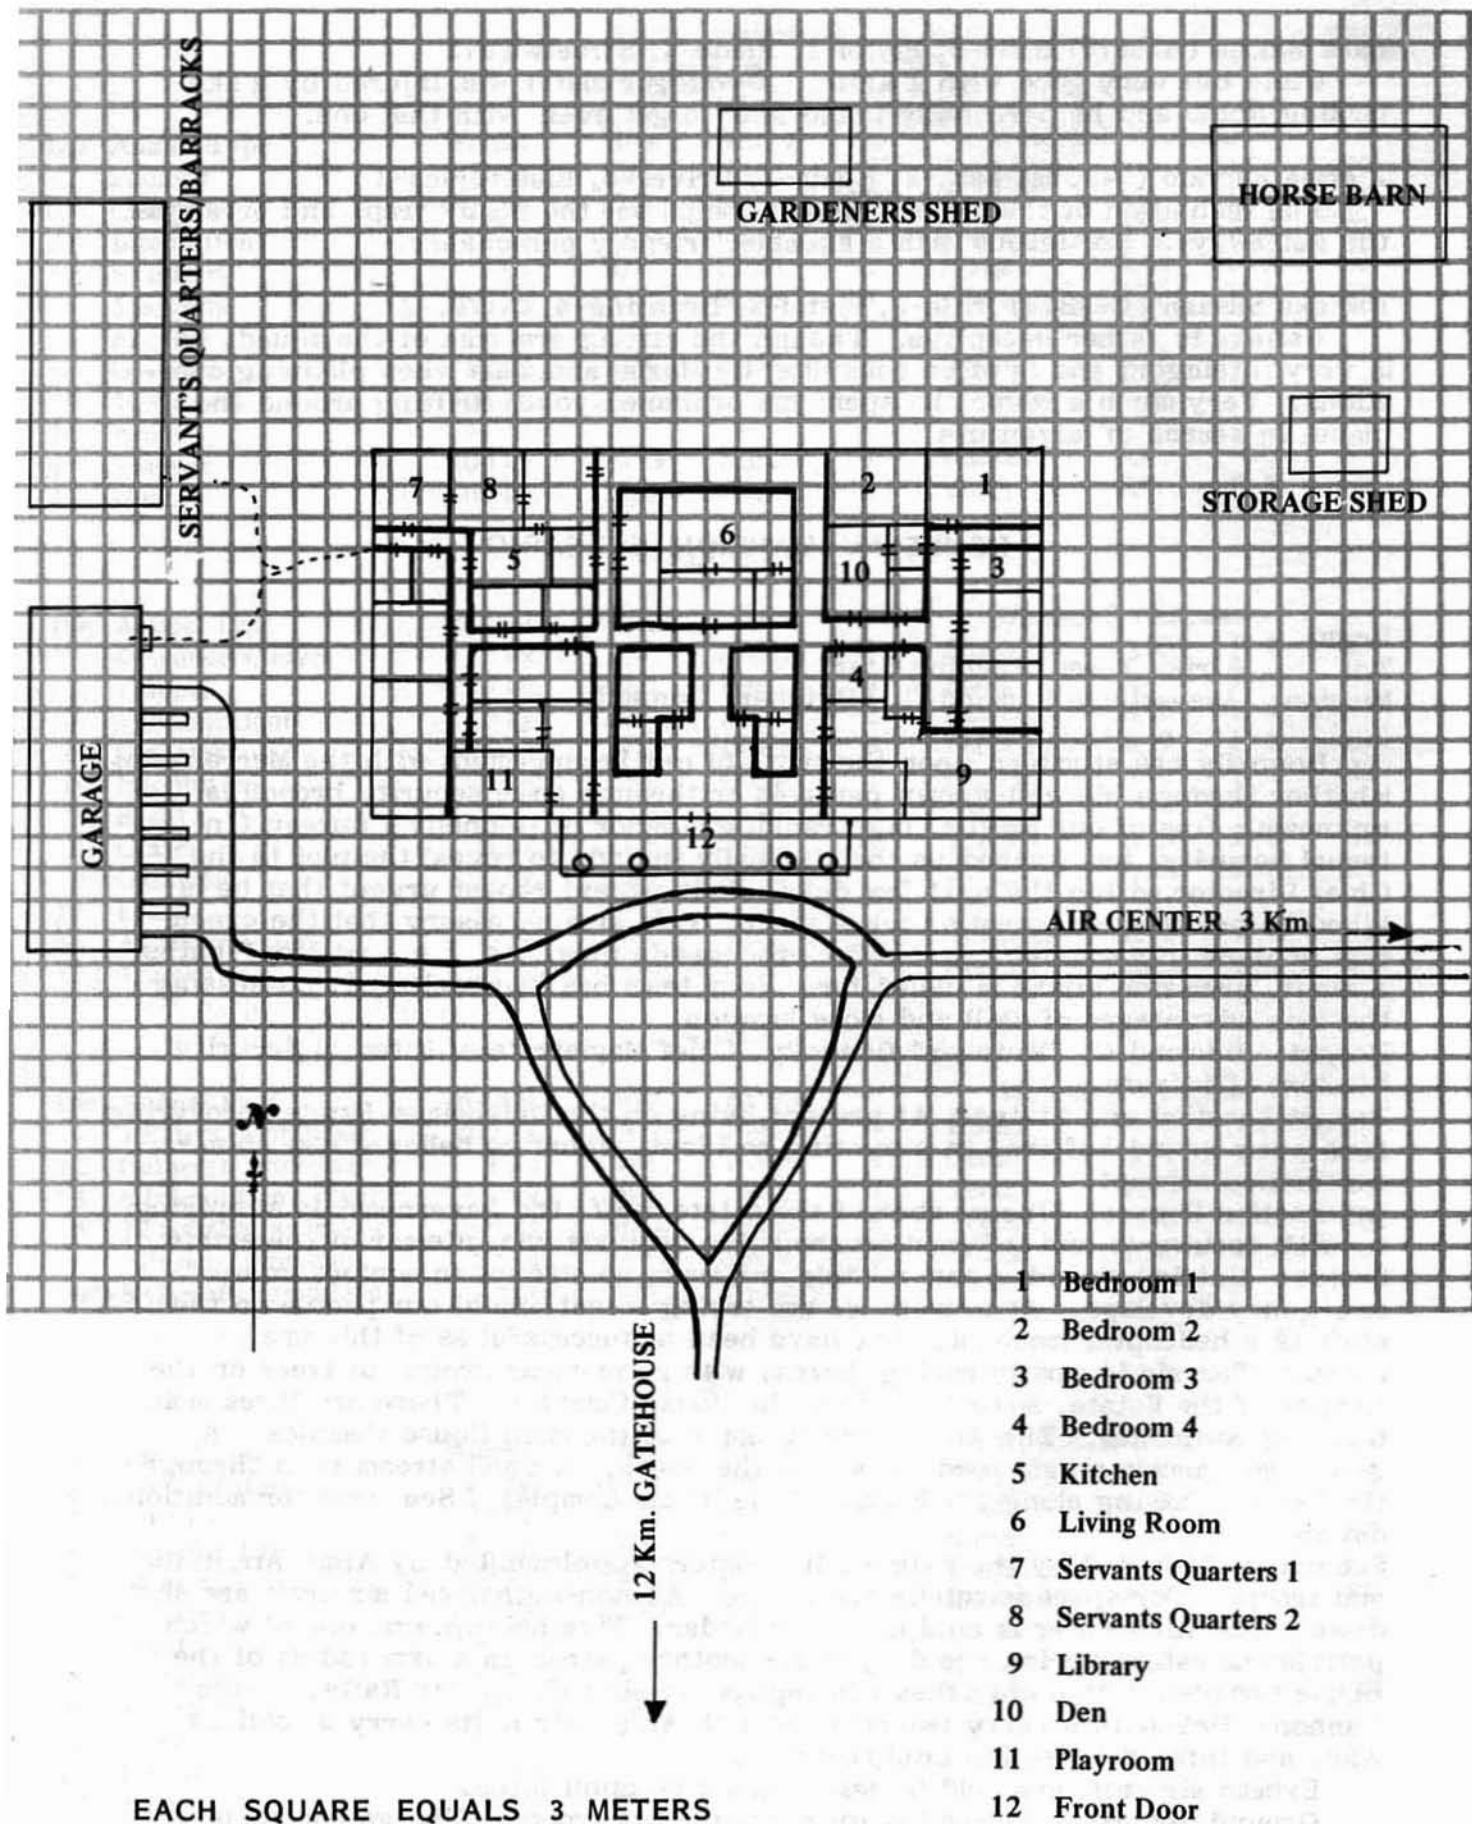 SERVANT'S QUARTERS/BARRACKS
GARDENERS SHED
HORSE BARN
STORAGE SHED
7
8
2
1
6
5
10
3
4
11
9
12
GARAGE
AIR CENTER 3 Km.
N
12 Km. GATEHOUSE
1 Bedroom 1
2 Bedroom 2
3 Bedroom 3
4 Bedroom 4
5 Kitchen
6 Living Room
7 Servants Quarters 1
8 Servants Quarters 2
9 Library
10 Den
11 Playroom
12 Front Door
EACH SQUARE EQUALS 3 METERS